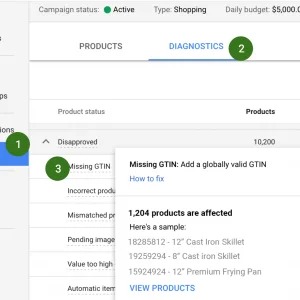 Campaign status: Active Type: Shopping Daily budget: $5,000.0
PRODUCTS DIAGNOSTICS 2
Product status Products
ps
ions
1
Disapproved 10,200
3 Missing GTIN
Incorrect produ
Mismatched pr
Pending image
Value too high
Automatic item
Missing GTIN: Add a globally valid GTIN
How to fix
1,204 products are affected
Here's a sample:
18285812 - 12" Cast Iron Skillet
19259294 - 8" Cast iron Skillet
15924924 - 12" Premium Frying Pan
VIEW PRODUCTS